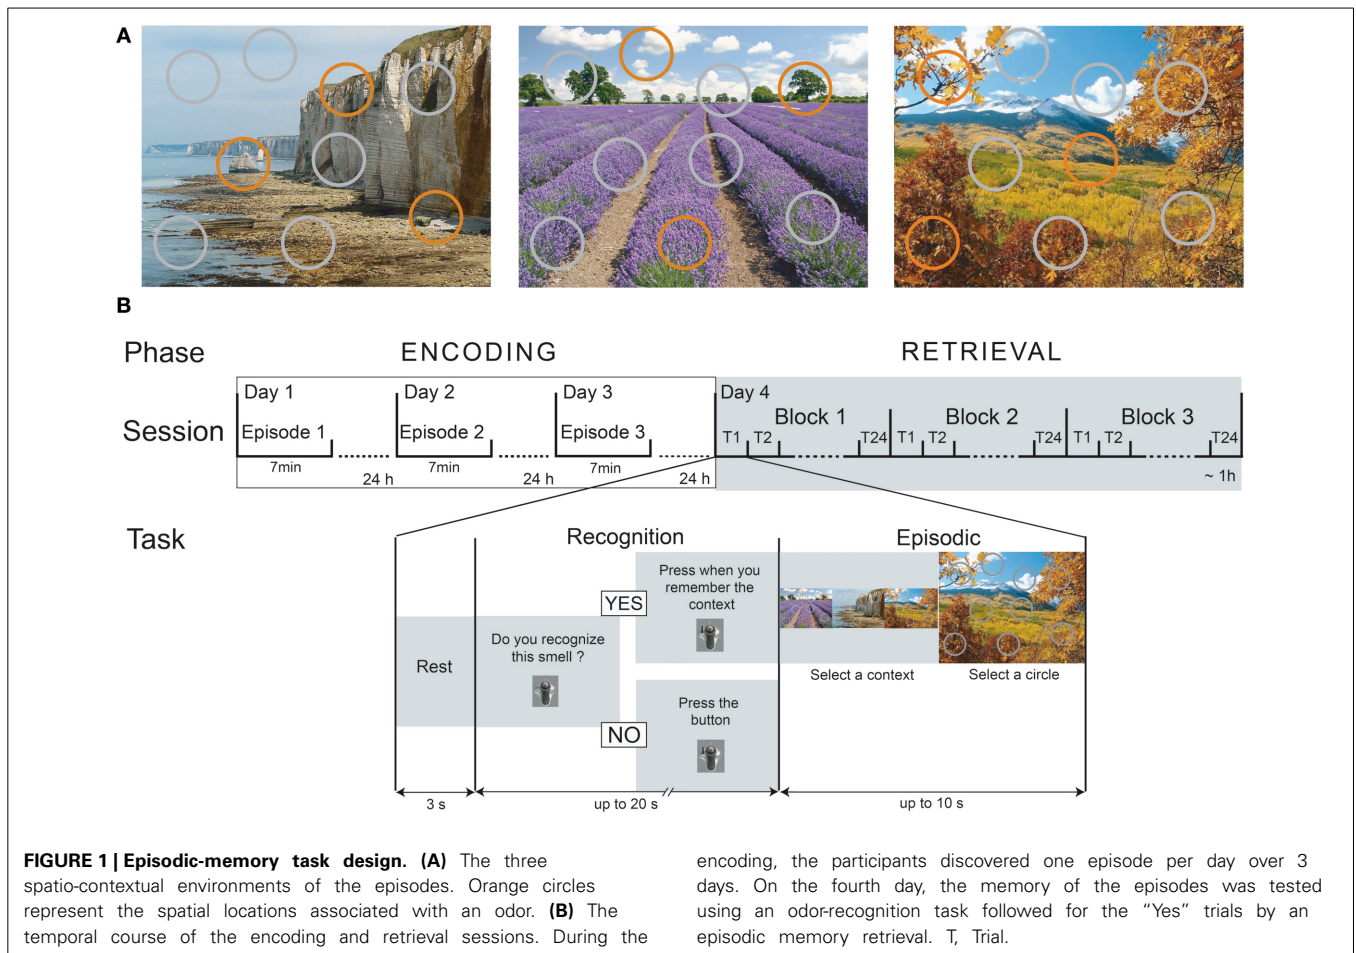 A
B
Phase
ENCODING
RETRIEVAL
Session
Day 1
Day 2
Day 3
Day 4
Episode 1
Episode 2
Episode 3
Block 1
Block 2
Block 3
T1 T2 T24 T1 T2 T24 T1 T2 T24
7min
7min
7min
24 h
24 h
24 h
~ 1h
Task
Recognition
Episodic
Rest
Do you recognize
this smell ?
YES
Press when you
remember the
context
NO
Press the
button
Select a context
Select a circle
3 s
up to 20 s
up to 10 s
FIGURE 1 | Episodic-memory task design. (A) The three
spatio-contextual environments of the episodes. Orange circles
represent the spatial locations associated with an odor. (B) The
temporal course of the encoding and retrieval sessions. During the
encoding, the participants discovered one episode per day over 3
days. On the fourth day, the memory of the episodes was tested
using an odor-recognition task followed for the “Yes” trials by an
episodic memory retrieval. T, Trial.